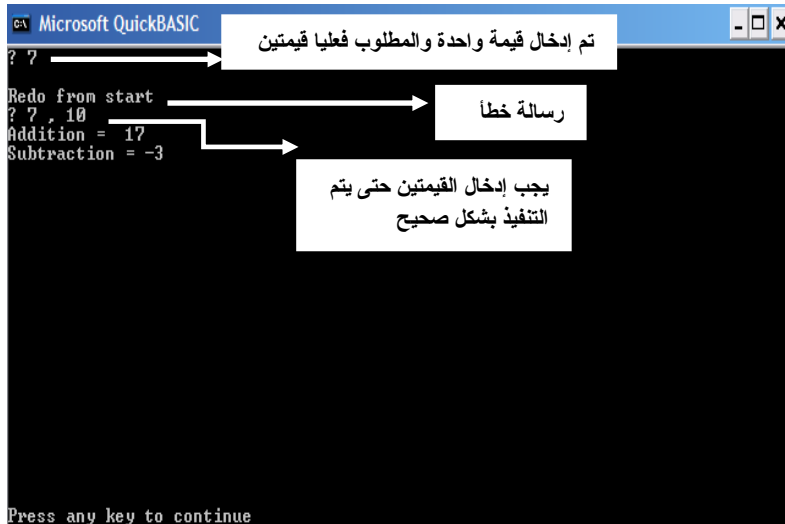 Microsoft QuickBASIC
? 7
تم إدخال قيمة واحدة والمطلوب فعليا قيمتين
Redo from start
رسالة خطأ
? 7 , 10
Addition =  17
Subtraction = -3
يجب إدخال القيمتين حتى يتم
التنفيذ بشكل صحيح
Press any key to continue